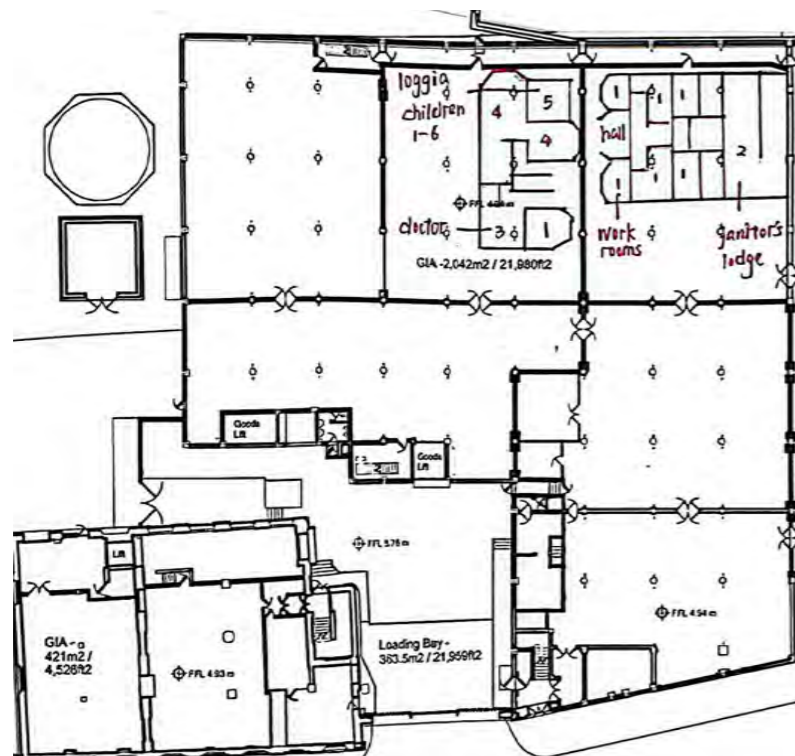 loggia
children
1-6
4
5
4
doctor
3
1
1
1
1
hall
2
1
1
1
work
rooms
janitor's
lodge
GIA -2,042m2 / 21,980ft2
Goods
Lift
Goods
Lift
Lift
FFL 5.76 m
FFL 4.54 m
GIA -
421m2 /
4,526ft2
FFL 4.93 m
Loading Bay -
363.5m2 / 21,959ft2